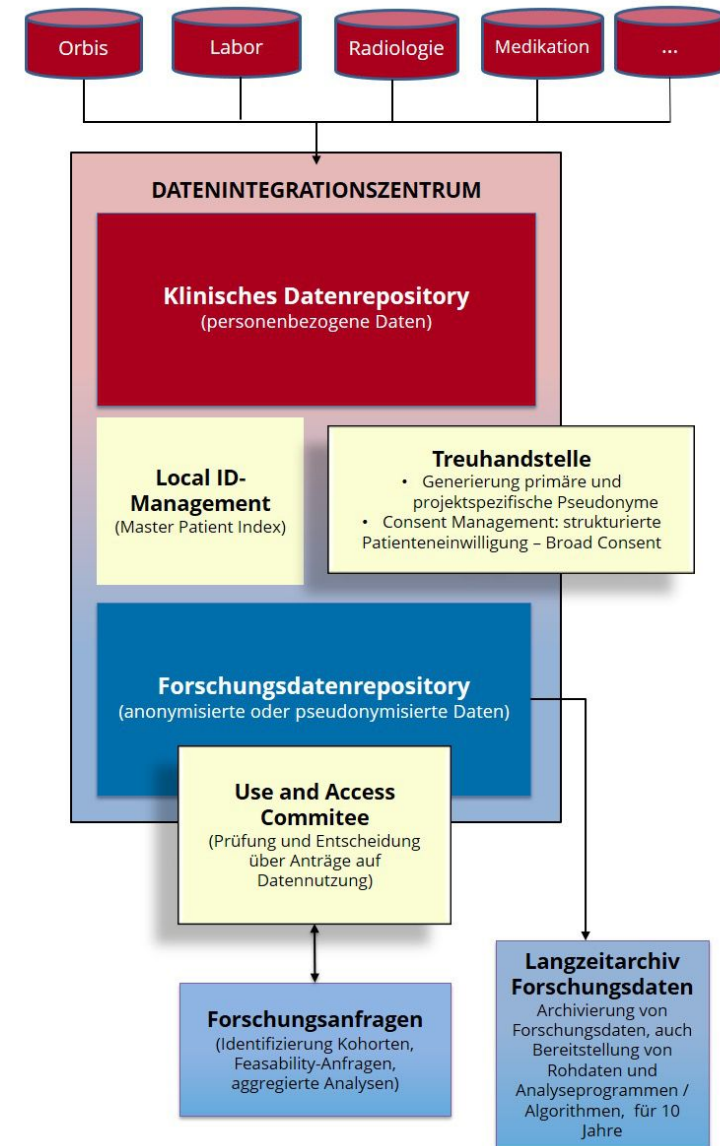 Orbis
Labor
Radiologie
Medikation
...
DATENINTEGRATIONSZENTRUM
Klinisches Datenrepository
(personenbezogene Daten)
Local ID-
Management
(Master Patient Index)
Treuhandstelle
• Generierung primäre und
projektspezifische Pseudonyme
• Consent Management: strukturierte
Patienteneinwilligung – Broad Consent
Forschungsdatenrepository
(anonymisierte oder pseudonymisierte Daten)
Use and Access
Commitee
(Prüfung und Entscheidung
über Anträge auf
Datennutzung)
Forschungsanfragen
(Identifizierung Kohorten,
Feasability-Anfragen,
aggregierte Analysen)
Langzeitarchiv
Forschungsdaten
Archivierung von
Forschungsdaten, auch
Bereitstellung von
Rohdaten und
Analyseprogrammen /
Algorithmen, für 10
Jahre